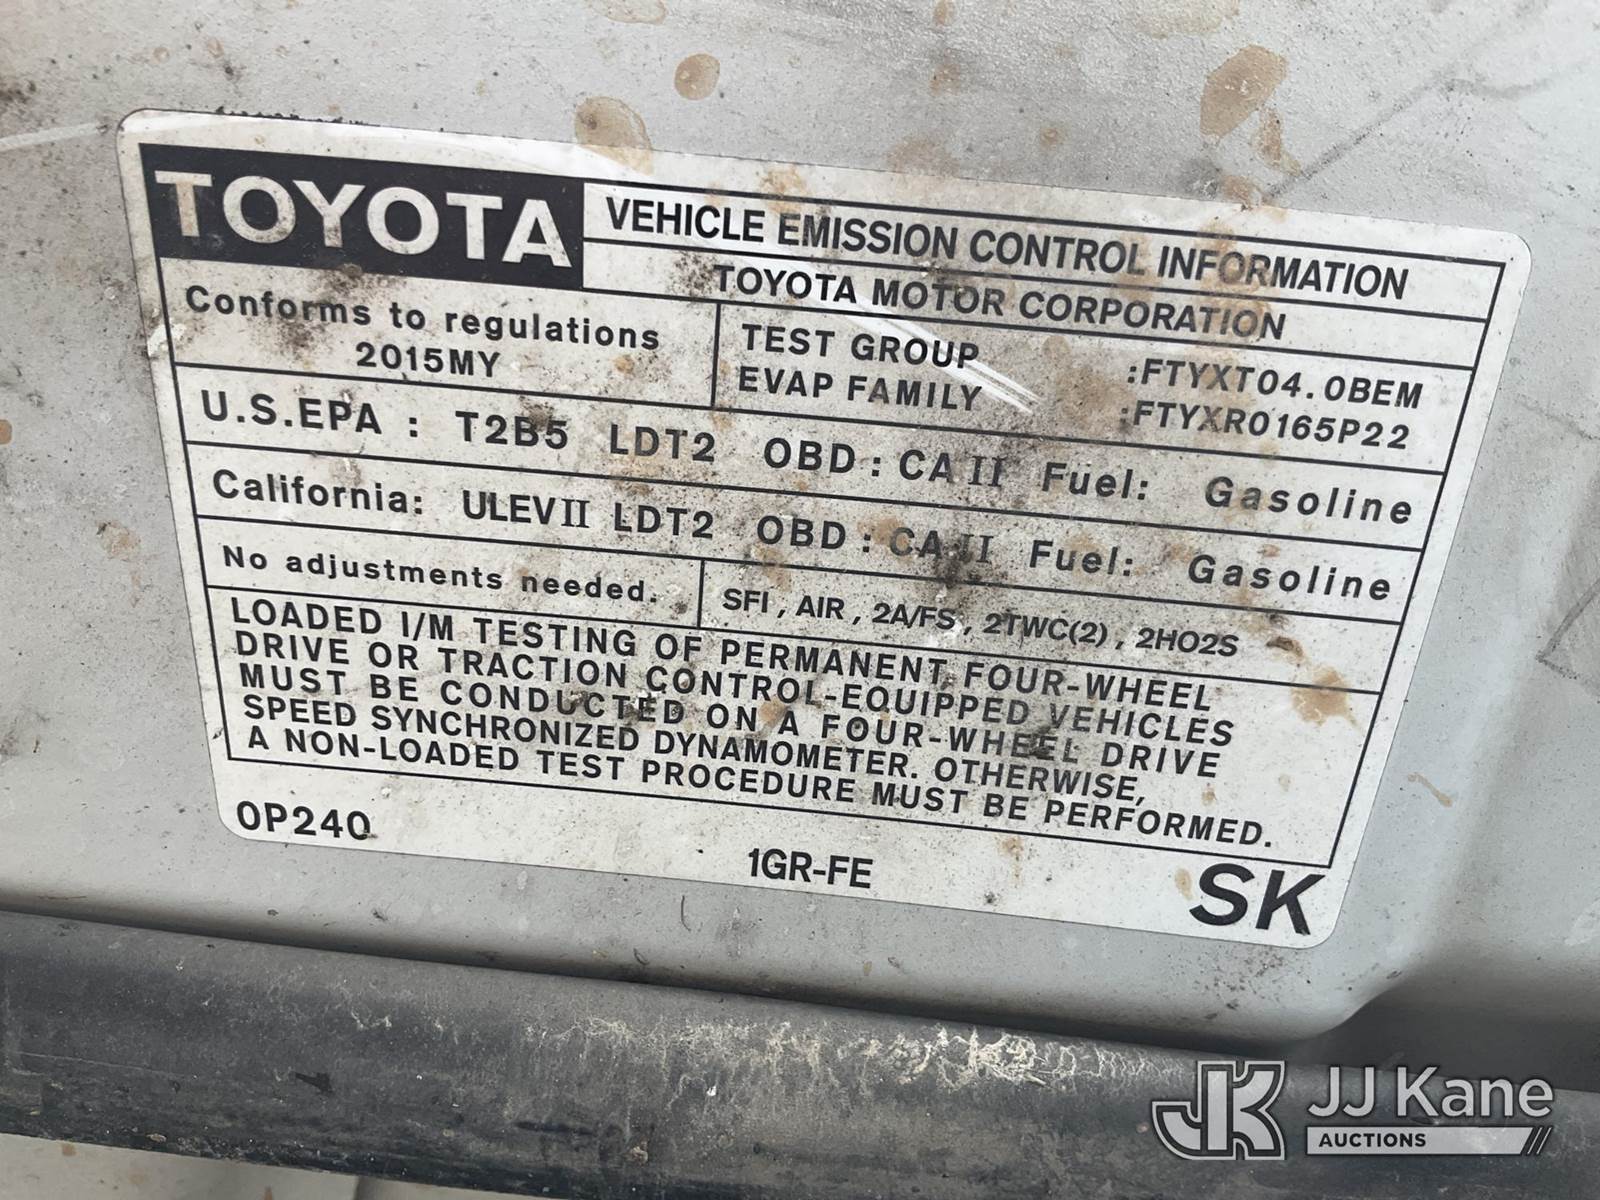 TOYOTA
VEHICLE EMISSION CONTROL INFORMATION
TOYOTA MOTOR CORPORATION
Conforms to regulations
2015MY
TEST GROUP :FTYXT04.0BEM
EVAP FAMILY :FTYXR0165P22
U.S.EPA : T2B5 LDT2 OBD : CA II Fuel: Gasoline
California: ULEV II LDT2 OBD : CA II Fuel: Gasoline
No adjustments needed.
SFI , AIR , 2A/FS , 2TWC(2) , 2HO2S
LOADED I/M TESTING OF PERMANENT FOUR-WHEEL
DRIVE OR TRACTION CONTROL-EQUIPPED VEHICLES
MUST BE CONDUCTED ON A FOUR-WHEEL DRIVE
SPEED SYNCHRONIZED DYNAMOMETER. OTHERWISE,
A NON-LOADED TEST PROCEDURE MUST BE PERFORMED.
0P240
1GR-FE
SK
JK JJ Kane
AUCTIONS